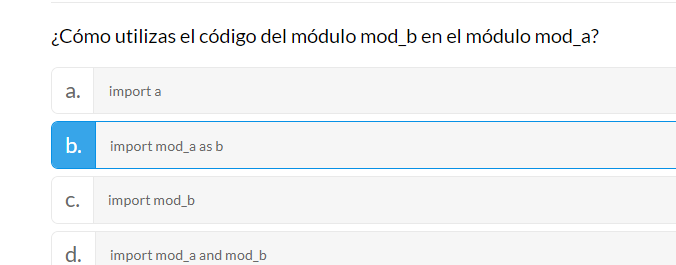 ¿Cómo utilizas el código del módulo mod_b en el módulo mod_a?
a. import a
b. import mod_a as b
c. import mod_b
d. import mod_a and mod_b